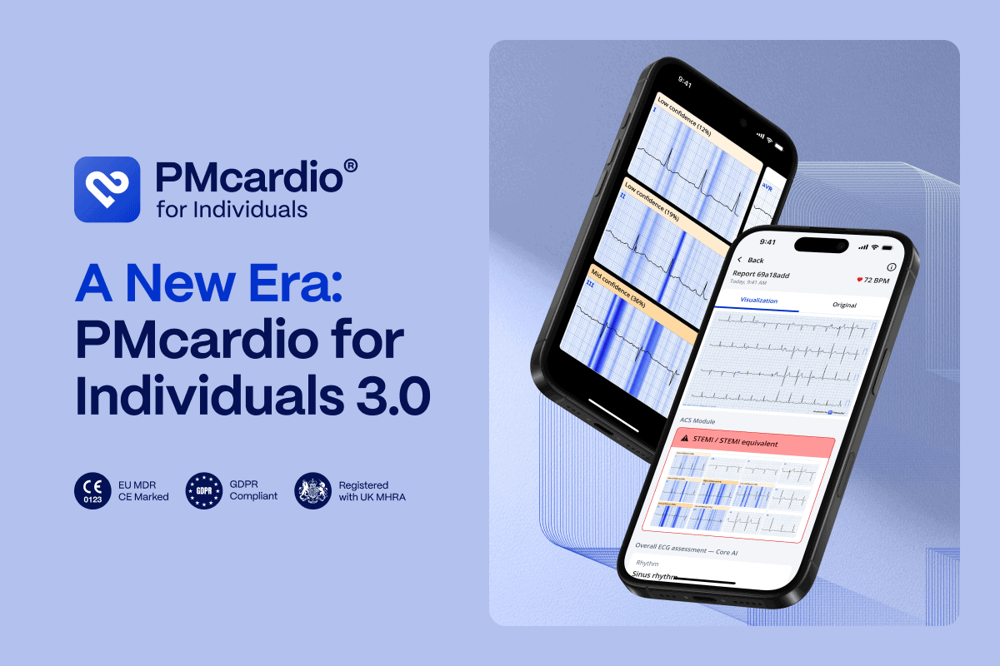 PMcardio®
for Individuals
A New Era:
PMcardio for
Individuals 3.0
CE
0123
EU MDR
CE Marked
GDPR
GDPR
Compliant
Registered
with UK MHRA
9:41
Low confidence (12%)
I
aVR
Low confidence (19%)
II
Mid confidence (36%)
III
9:41
Back
Report 69a18add
Today, 9:41 AM
72 BPM
Visualization
Original
ACS Module
STEMI / STEMI equivalent
Overall ECG assessment — Core AI
Rhythm
Sinus rhythm